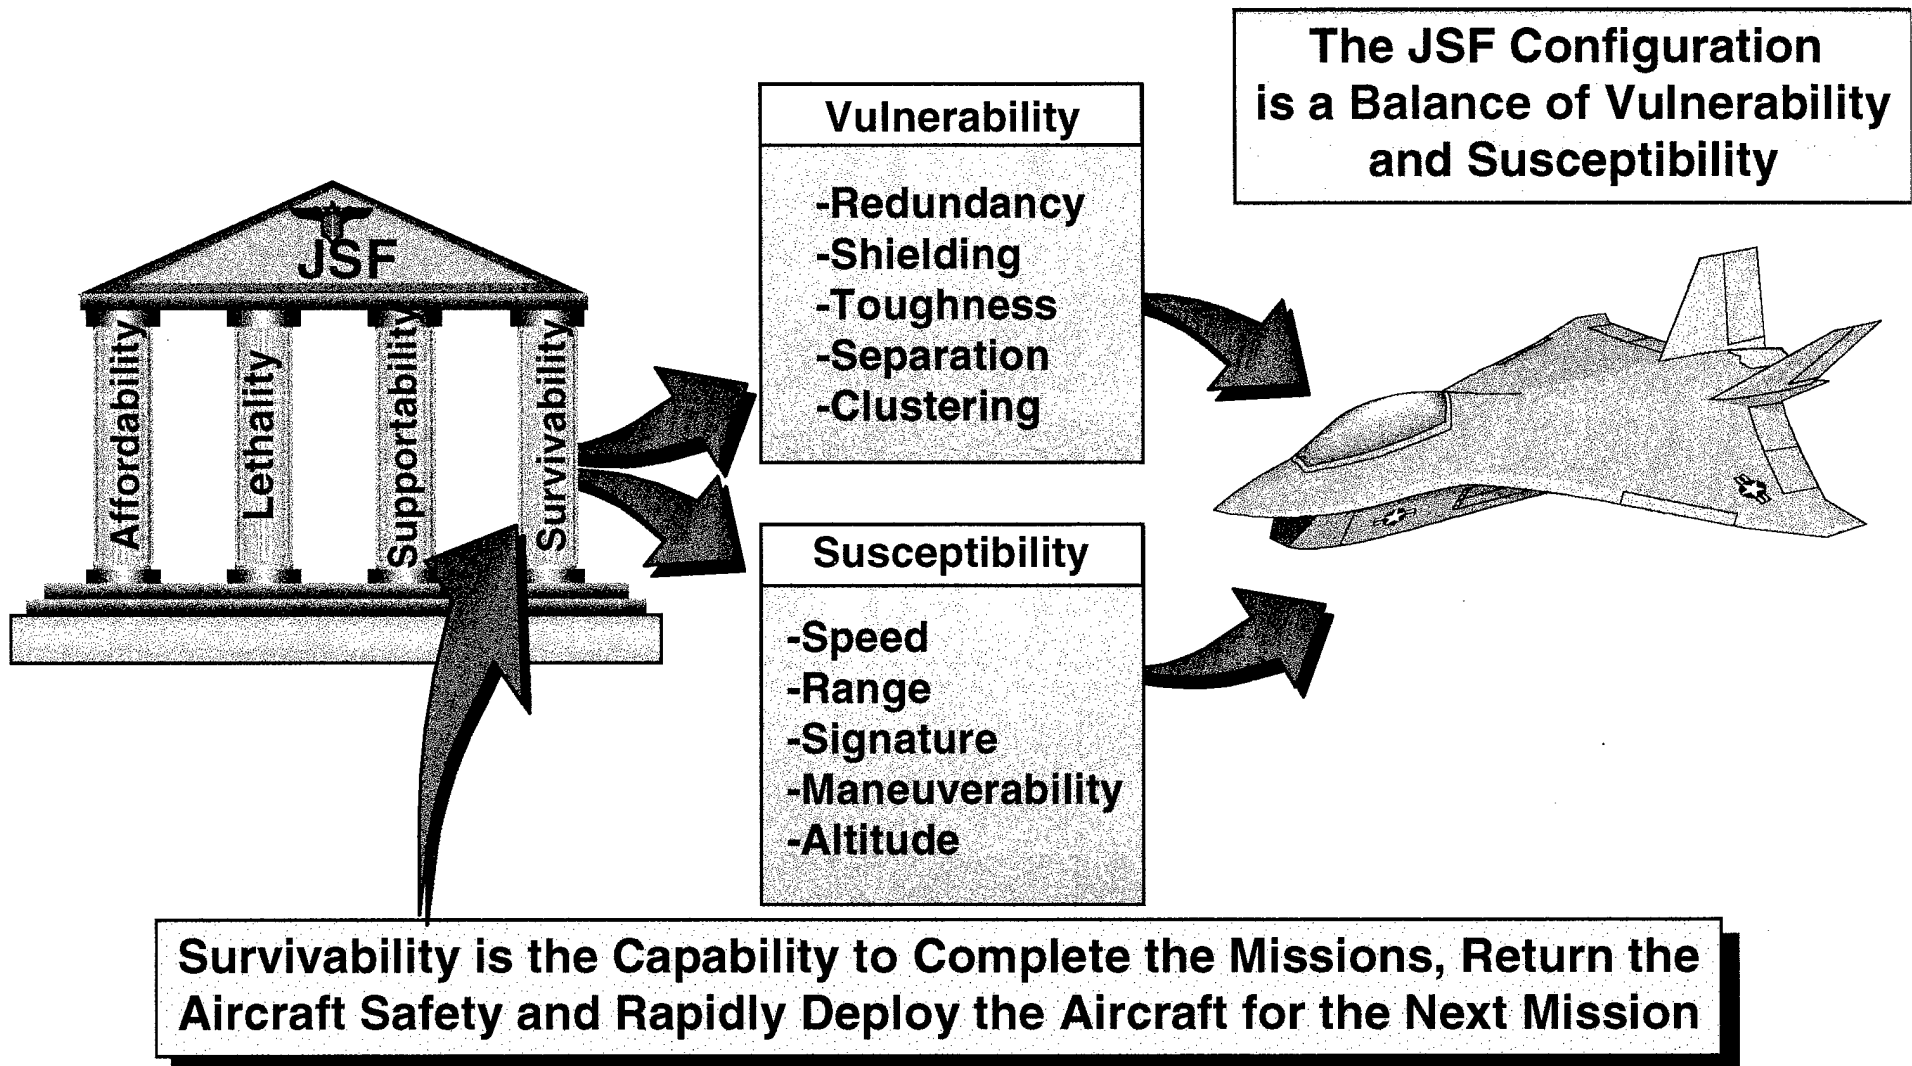 The JSF Configuration
is a Balance of Vulnerability
and Susceptibility
JSF
Affordability
Lethality
Supportability
Survivability
Vulnerability
-Redundancy
-Shielding
-Toughness
-Separation
-Clustering
Susceptibility
-Speed
-Range
-Signature
-Maneuverability
-Altitude
Survivability is the Capability to Complete the Missions, Return the
Aircraft Safety and Rapidly Deploy the Aircraft for the Next Mission